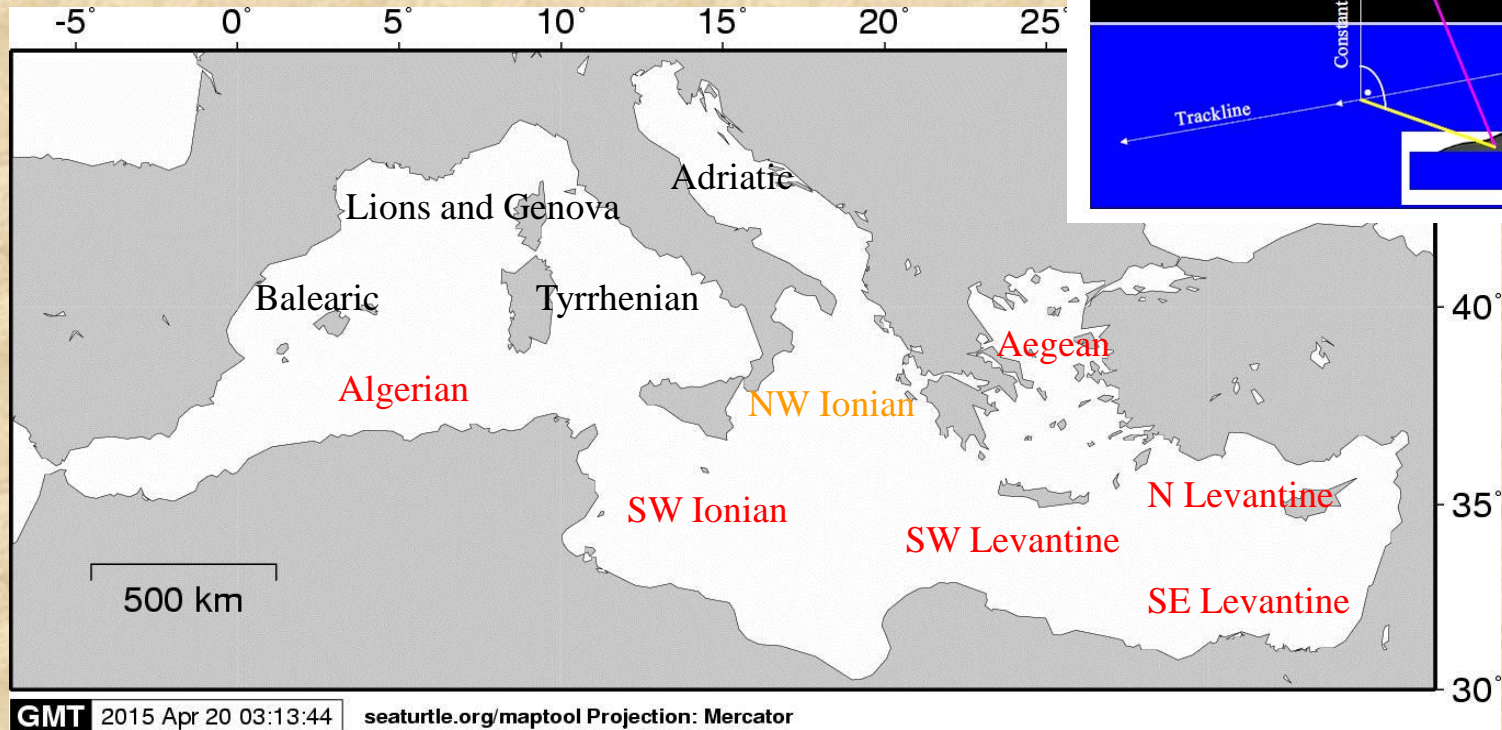 -5° 0° 5° 10° 15° 20° 25°
Constant
Trackline
Adriatic
Lions and Genova
Balearic
Tyrrhenian
40°
Aegean
Algerian
NW Ionian
N Levantine
SW Ionian
35°
SW Levantine
500 km
SE Levantine
30°
GMT 2015 Apr 20 03:13:44 seaturtle.org/maptool Projection: Mercator